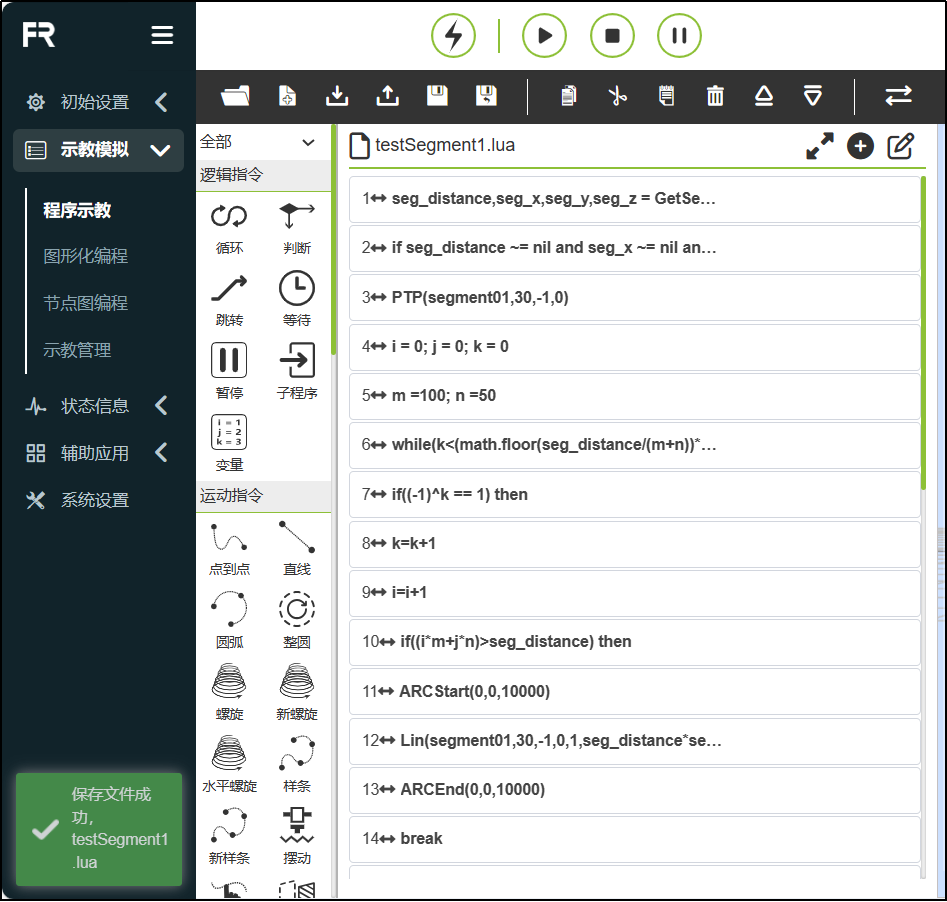 FR
初始设置
示教模拟
程序示教
图形化编程
节点图编程
示教管理
状态信息
辅助应用
系统设置
保存文件成
功，
testSegment1
.lua
全部
逻辑指令
循环
判断
跳转
等待
暂停
子程序
i = 1
j = 2
k = 3
变量
运动指令
点到点
直线
圆弧
整圆
螺旋
新螺旋
水平螺旋
样条
新样条
摆动
testSegment1.lua
1 seg_distance,seg_x,seg_y,seg_z = GetSe…
2 if seg_distance ~= nil and seg_x ~= nil an…
3 PTP(segment01,30,-1,0)
4 i = 0; j = 0; k = 0
5 m =100; n =50
6 while(k<(math.floor(seg_distance/(m+n))*…
7 if((-1)^k == 1) then
8 k=k+1
9 i=i+1
10 if((i*m+j*n)>seg_distance) then
11 ARCStart(0,0,10000)
12 Lin(segment01,30,-1,0,1,seg_distance*se…
13 ARCEnd(0,0,10000)
14 break